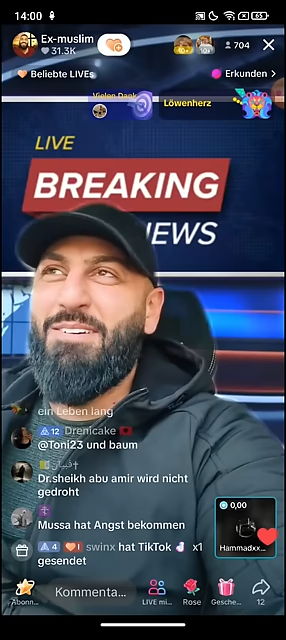 14:00
65
Ex-muslim
31.3K
704
Beliebte LIVEs
Erkunden
Vielen Dank
Löwenherz
LIVE
BREAKING
NEWS
ein Leben lang
12 Drenicake
@Toni23 und baum
Dr.sheikh abu amir wird nicht
gedroht
Mussa hat Angst bekommen
4 1 swinx hat TikTok x1
gesendet
0,00
Hammadxx...
Abonn...
Kommenta...
LIVE mi...
Rose
Gesche...
12